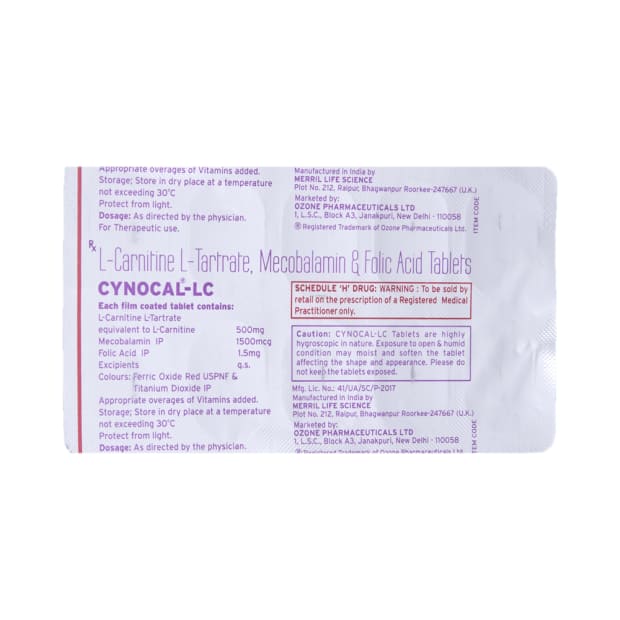 Appropriate overages of Vitamins added.
Storage; Store in dry place at a temperature
not exceeding 30°C
Protect from light.
Dosage: As directed by the physician.
For Therapeutic use.
Manufactured in India by
MERRIL LIFE SCIENCE
Plot No. 212, Raipur, Bhagwanpur Roorkee-247667 (U.K.)
Marketed by:
OZONE PHARMACEUTICALS LTD
1, L.S.C., Block A3, Janakpuri, New Delhi - 110058
® Registered Trademark of Ozone Pharmaceuticals Ltd.
ITEM CODE
Rx L-Carnitine L-Tartrate, Mecobalamin & Folic Acid Tablets
CYNOCAL®-LC
Each film coated tablet contains:
L-Carnitine L-Tartrate
equivalent to L-Carnitine 500mg
Mecobalamin IP 1500mcg
Folic Acid IP 1.5mg
Excipients q.s.
Colours: Ferric Oxide Red USPNF &
Titanium Dioxide IP
Appropriate overages of Vitamins added.
Storage; Store in dry place at a temperature
not exceeding 30°C
Protect from light.
Dosage: As directed by the physician.
SCHEDULE 'H' DRUG: WARNING : To be sold by
retail on the prescription of a Registered Medical
Practitioner only.
Caution: CYNOCAL-LC Tablets are highly
hygroscopic in nature. Exposure to open & humid
condition may moist and soften the tablet
affecting the shape and appearance. Please do
not keep the tablets exposed.
Mfg. Lic. No.: 41/UA/SC/P-2017
Manufactured in India by
MERRIL LIFE SCIENCE
Plot No. 212, Raipur, Bhagwanpur Roorkee-247667 (U.K.)
Marketed by:
OZONE PHARMACEUTICALS LTD
1, L.S.C., Block A3, Janakpuri, New Delhi - 110058
® Registered Trademark of Ozone Pharmaceuticals Ltd.
ITEM CODE